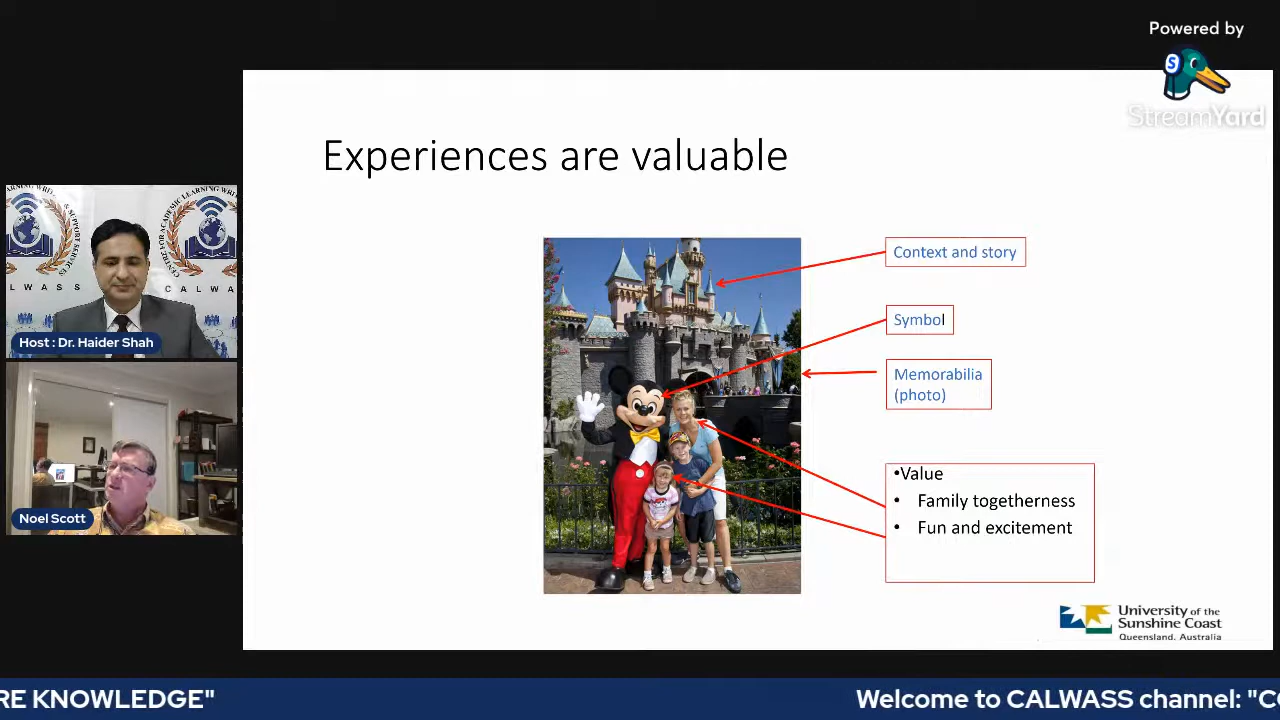 Powered by
S
StreamYard
Experiences are valuable
Context and story
Symbol
Memorabilia
(photo)
•Value
• Family togetherness
• Fun and excitement
CALWASS
Host : Dr. Haider Shah
Noel Scott
University of the
Sunshine Coast
Queensland, Australia
RE KNOWLEDGE"
Welcome to CALWASS channel: "C